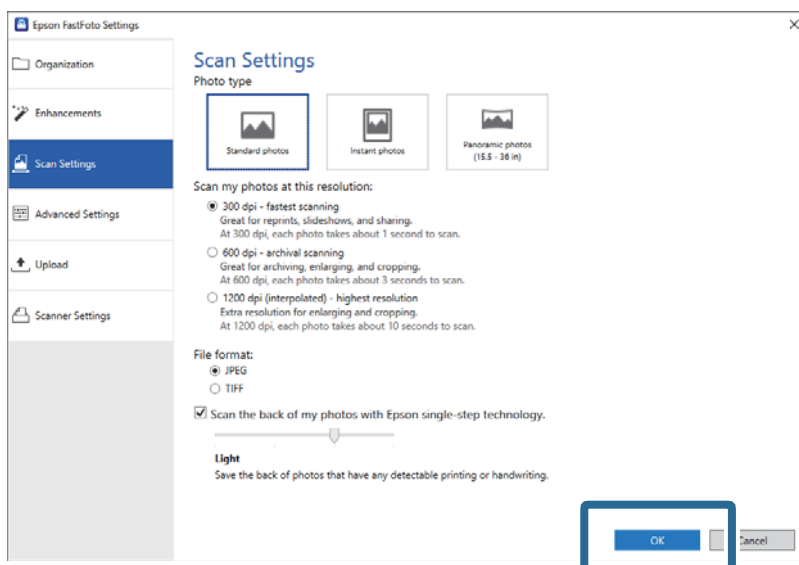 Epson FastFoto Settings
Organization
Enhancements
Scan Settings
Advanced Settings
Upload
Scanner Settings
Scan Settings
Photo type
Standard photos
Instant photos
Panoramic photos
(15.5 - 36 in)
Scan my photos at this resolution:
300 dpi - fastest scanning
Great for reprints, slideshows, and sharing.
At 300 dpi, each photo takes about 1 second to scan.
600 dpi - archival scanning
Great for archiving, enlarging, and cropping.
At 600 dpi, each photo takes about 3 seconds to scan.
1200 dpi (interpolated) - highest resolution
Extra resolution for enlarging and cropping.
At 1200 dpi, each photo takes about 10 seconds to scan.
File format:
JPEG
TIFF
Scan the back of my photos with Epson single-step technology.
Light
Save the back of photos that have any detectable printing or handwriting.
OK
Cancel